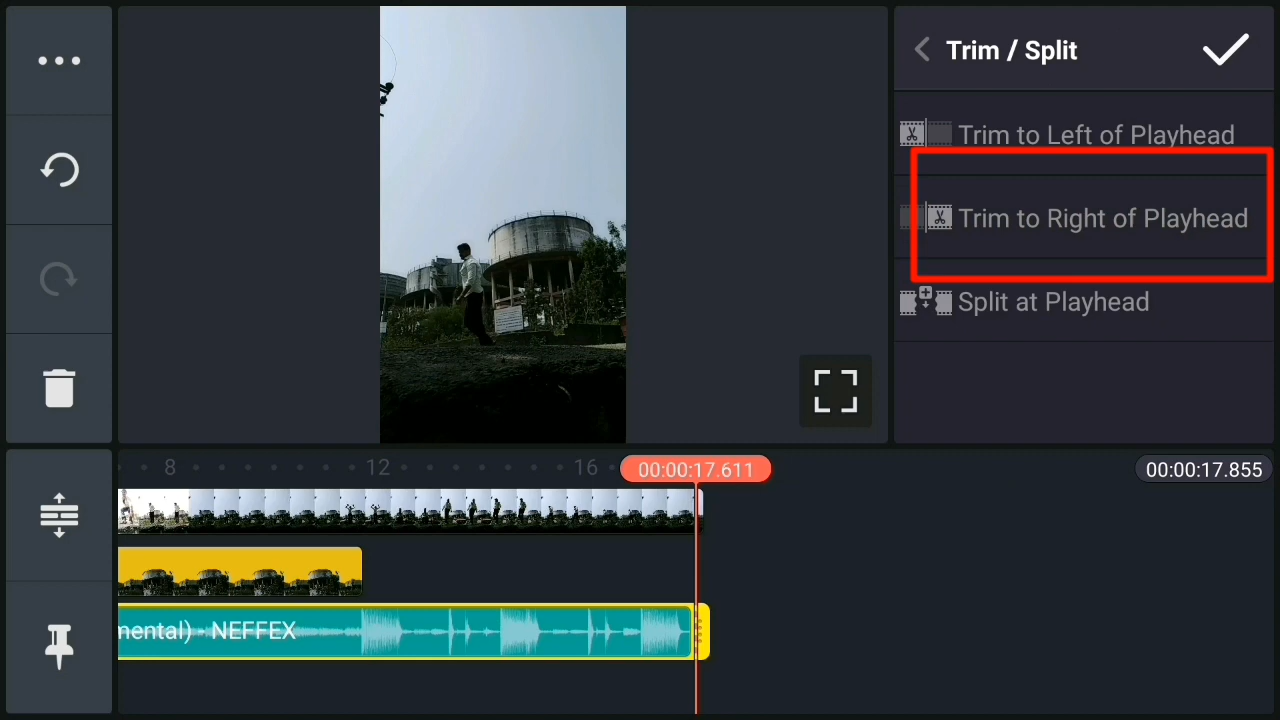 Trim / Split
Trim to Left of Playhead
Trim to Right of Playhead
Split at Playhead
8
12
16
00:00:17.611
00:00:17.855
mental) - NEFFEX